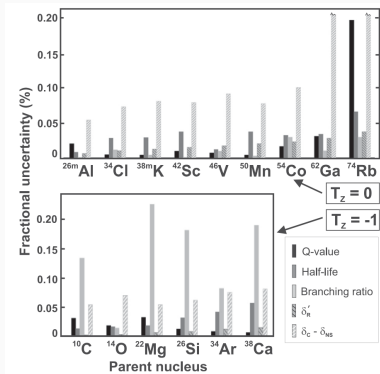 Fractional uncertainty (%)
0.20
0.15
0.10
0.05
0
26mAl 34Cl 38mK 42Sc 46V 50Mn 54Co 62Ga 74Rb
Tz = 0
Tz = -1
0.20
0.15
0.10
0.05
0
Q-value
Half-life
Branching ratio
δ'R
δC - δNS
10C 14O 22Mg 26Si 34Ar 38Ca
Parent nucleus